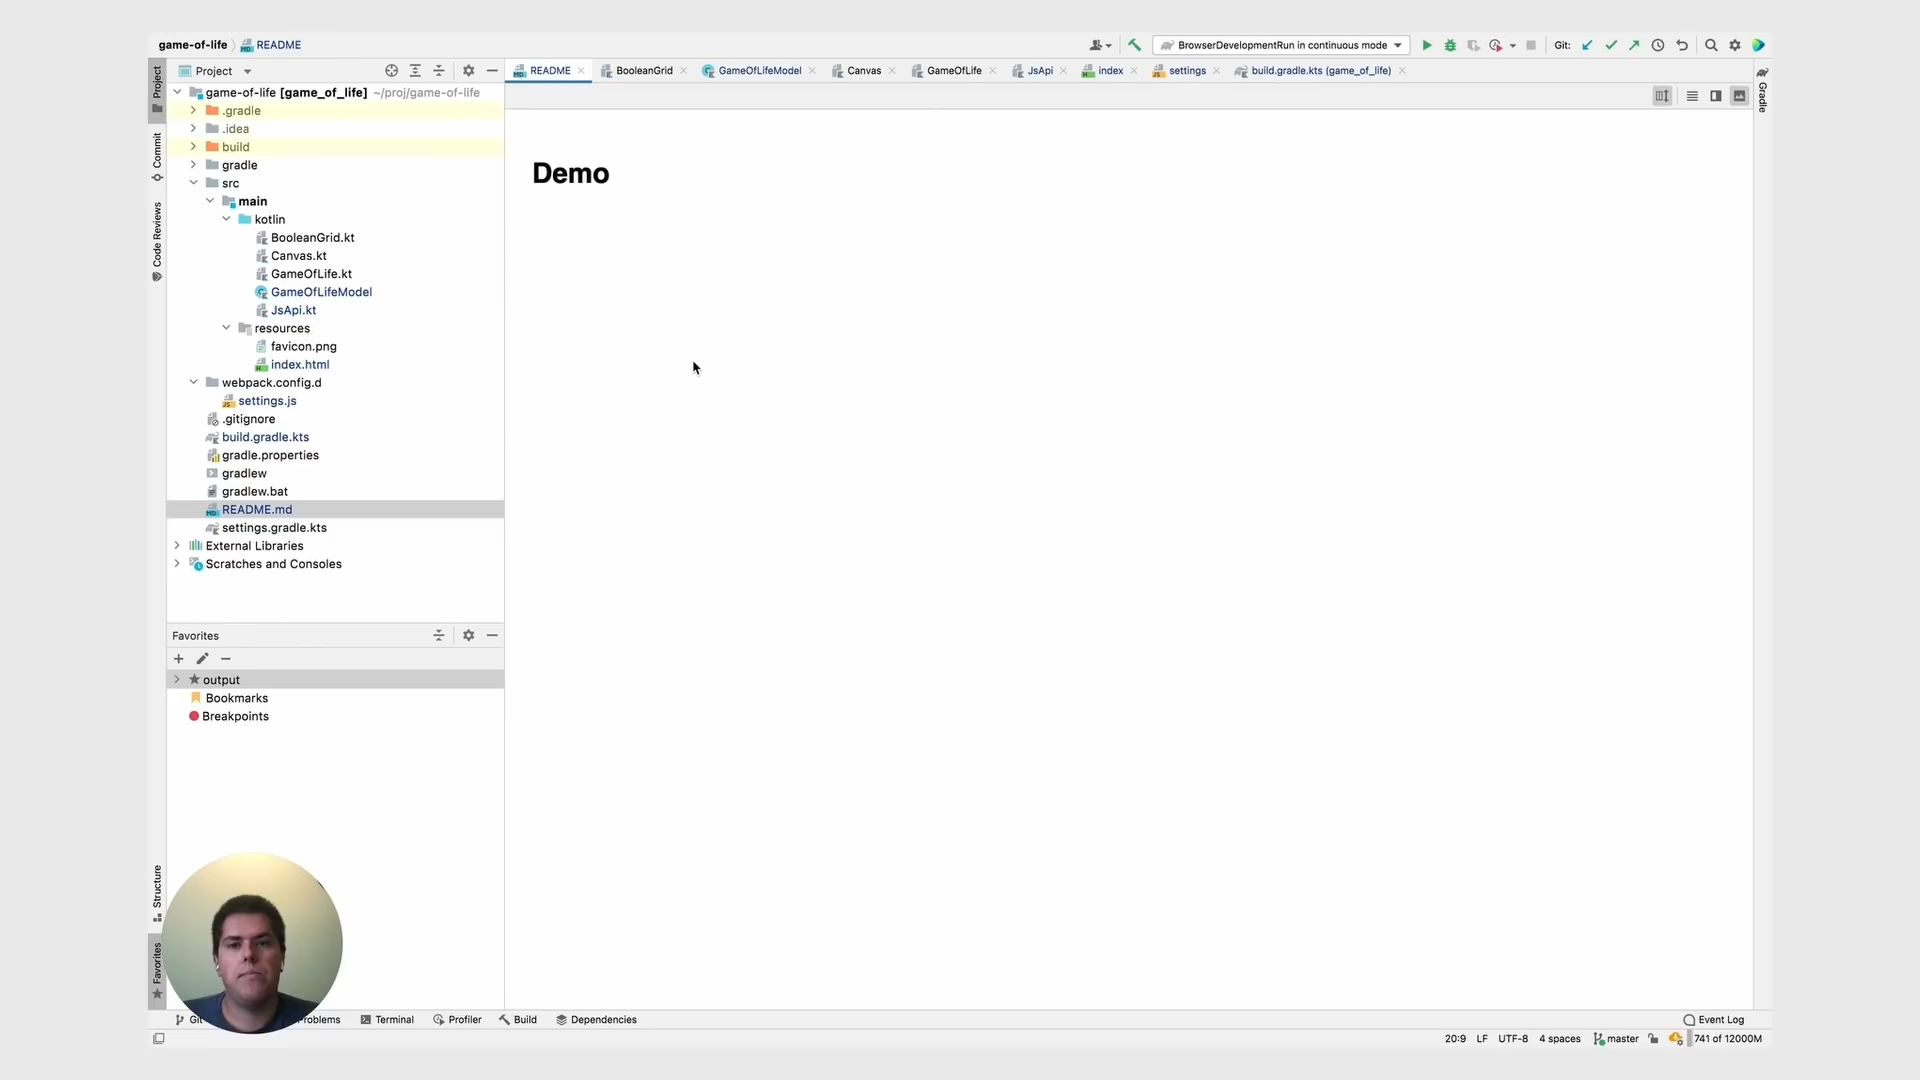 game-of-life README
BrowserDevelopmentRun in continuous mode Git:
Project
README BooleanGrid GameOfLifeModel Canvas GameOfLife JsApi index settings build.gradle.kts (game_of_life)
Project
Commit
Code Reviews
Structure
Favorites
Gradle
game-of-life [game_of_life] ~/proj/game-of-life
.gradle
.idea
build
gradle
src
main
kotlin
BooleanGrid.kt
Canvas.kt
GameOfLife.kt
GameOfLifeModel
JsApi.kt
resources
favicon.png
index.html
webpack.config.d
settings.js
.gitignore
build.gradle.kts
gradle.properties
gradlew
gradlew.bat
README.md
settings.gradle.kts
External Libraries
Scratches and Consoles
Demo
Favorites
output
Bookmarks
Breakpoints
Terminal Profiler Build Dependencies Event Log
20:9 LF UTF-8 4 spaces master 741 of 12000M